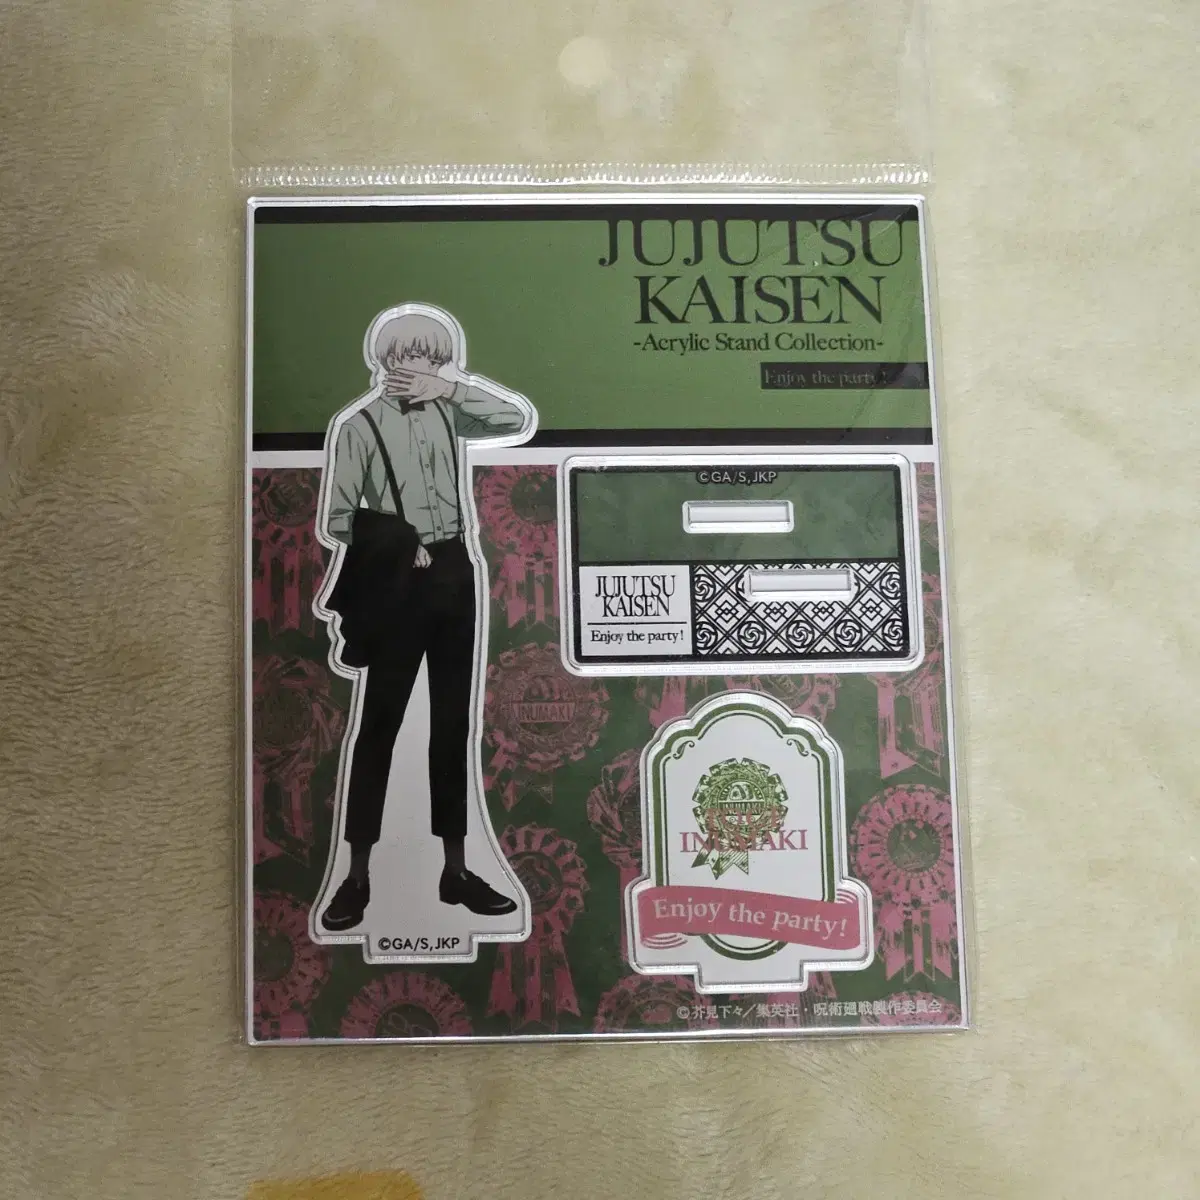 JUJUTSU
KAISEN
-Acrylic Stand Collection-
Enjoy the party!
©GA/S,JKP
JUJUTSU
KAISEN
Enjoy the party!
INUMAKI
INUMAKI
TOGE
INUMAKI
Enjoy the party!
©GA/S,JKP
©芥見下々／集英社・呪術廻戦製作委員会